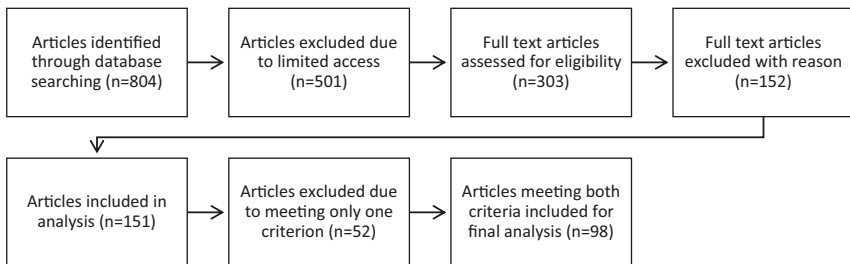 Articles identified
through database
searching (n=804)
Articles excluded due
to limited access
(n=501)
Full text articles
assessed for eligibility
(n=303)
Full text articles
excluded with reason
(n=152)
Articles included in
analysis (n=151)
Articles excluded due
to meeting only one
criterion (n=52)
Articles meeting both
criteria included for
final analysis (n=98)